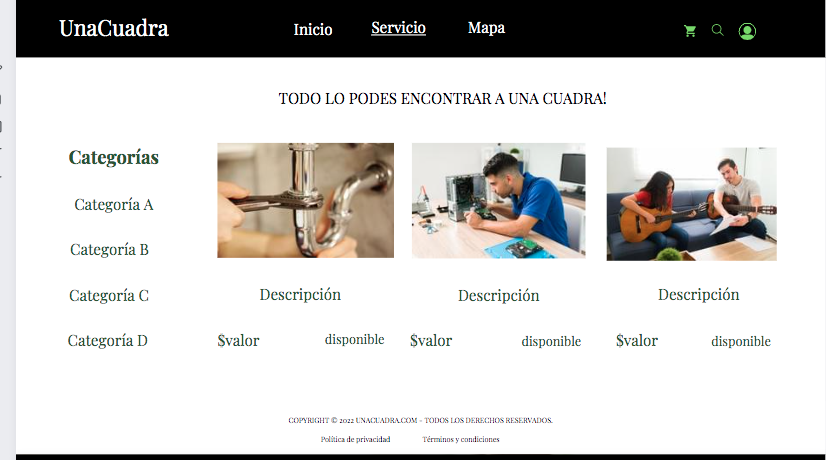 UnaCuadra
Inicio
Servicio
Mapa
TODO LO PODES ENCONTRAR A UNA CUADRA!
Categorías
Categoría A
Categoría B
Categoría C
Categoría D
Descripción
Descripción
Descripción
$valor
disponible
$valor
disponible
$valor
disponible
COPYRIGHT © 2022 UNACUADRA.COM - TODOS LOS DERECHOS RESERVADOS.
Política de privacidad
Términos y condiciones